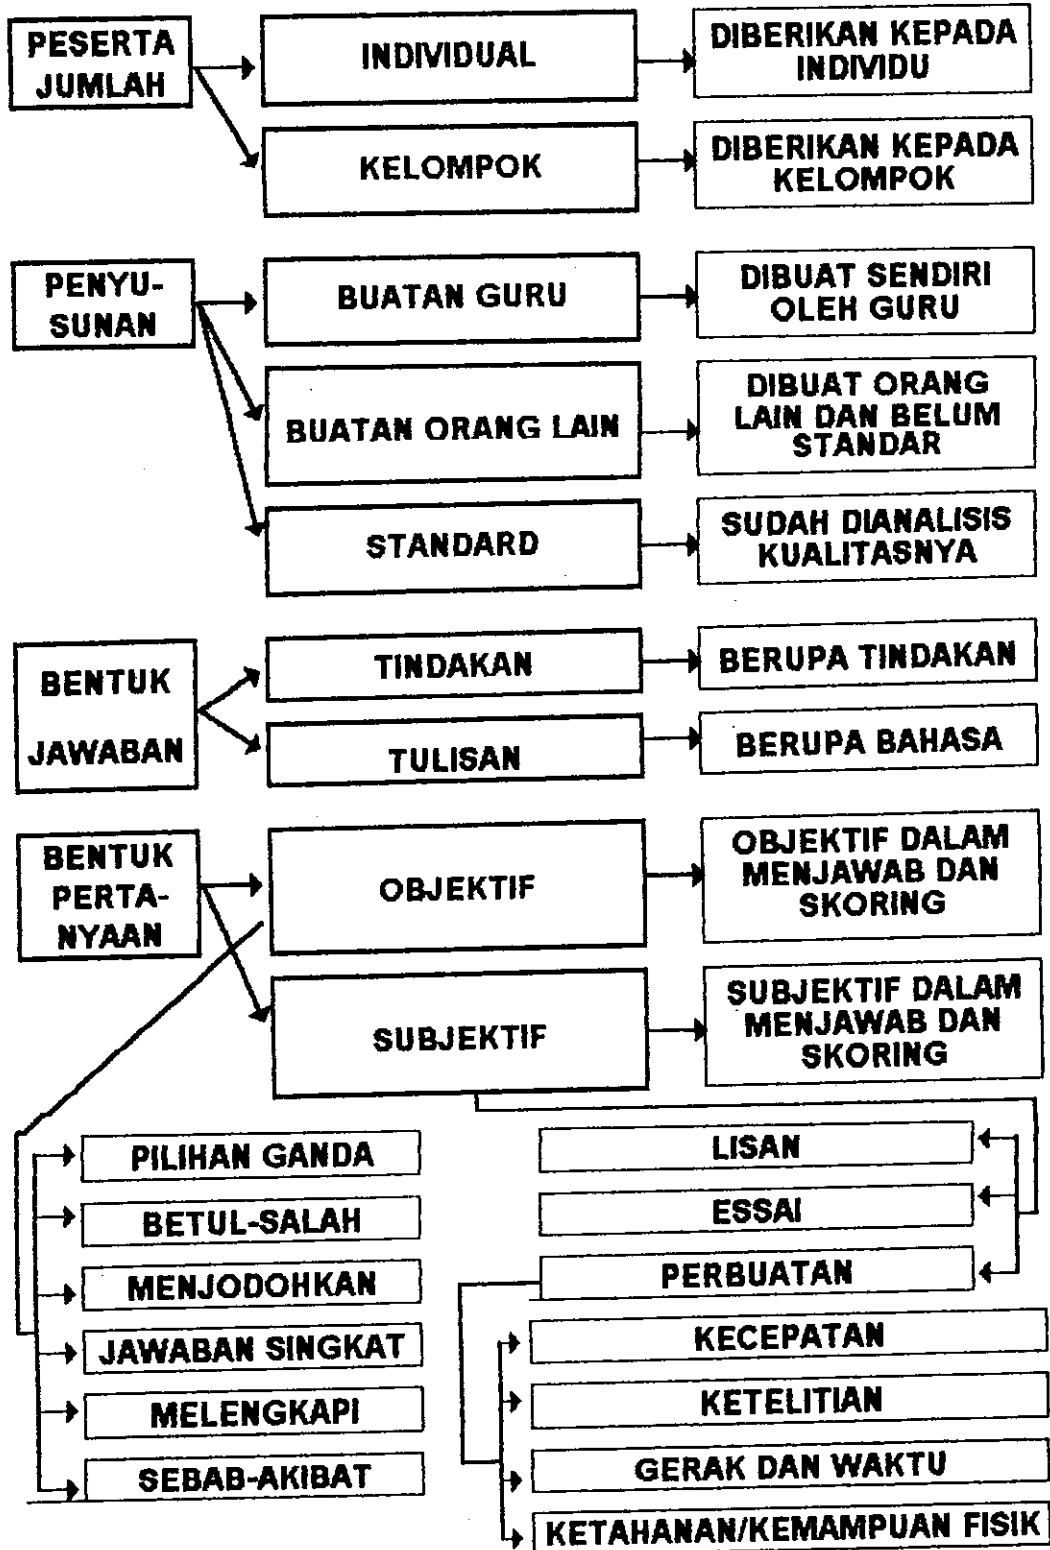 PESERTA
JUMLAH
INDIVIDUAL
DIBERIKAN KEPADA
INDIVIDU
KELOMPOK
DIBERIKAN KEPADA
KELOMPOK
PENYU-
SUNAN
BUATAN GURU
DIBUAT SENDIRI
OLEH GURU
BUATAN ORANG LAIN
DIBUAT ORANG
LAIN DAN BELUM
STANDAR
STANDARD
SUDAH DIANALISIS
KUALITASNYA
BENTUK
JAWABAN
TINDAKAN
BERUPA TINDAKAN
TULISAN
BERUPA BAHASA
BENTUK
PERTA-
NYAAN
OBJEKTIF
OBJEKTIF DALAM
MENJAWAB DAN
SKORING
SUBJEKTIF
SUBJEKTIF DALAM
MENJAWAB DAN
SKORING
PILIHAN GANDA
BETUL-SALAH
MENJODOHKAN
JAWABAN SINGKAT
MELENGKAPI
SEBAB-AKIBAT
LISAN
ESSAI
PERBUATAN
KECEPATAN
KETELITIAN
GERAK DAN WAKTU
KETAHANAN/KEMAMPUAN FISIK